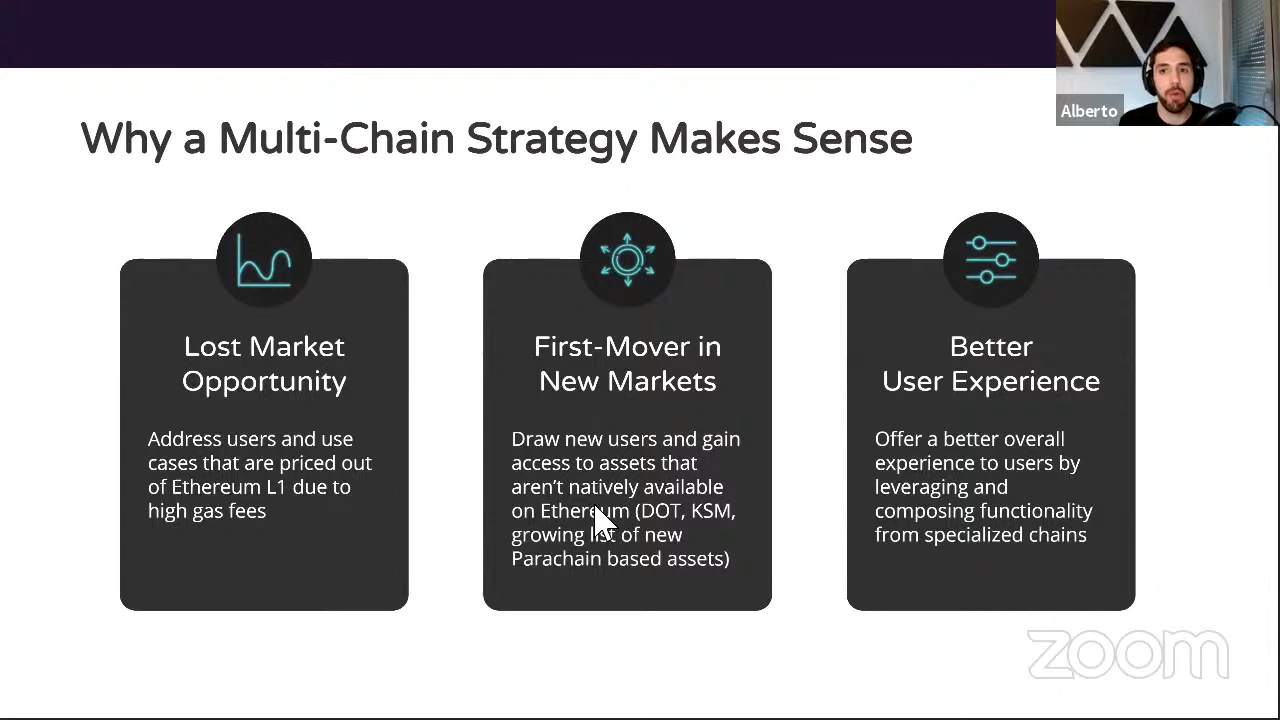 Alberto
Why a Multi-Chain Strategy Makes Sense
Lost Market
Opportunity
Address users and use
cases that are priced out
of Ethereum L1 due to
high gas fees
First-Mover in
New Markets
Draw new users and gain
access to assets that
aren't natively available
on Ethereum (DOT, KSM,
growing list of new
Parachain based assets)
Better
User Experience
Offer a better overall
experience to users by
leveraging and
composing functionality
from specialized chains
zoom